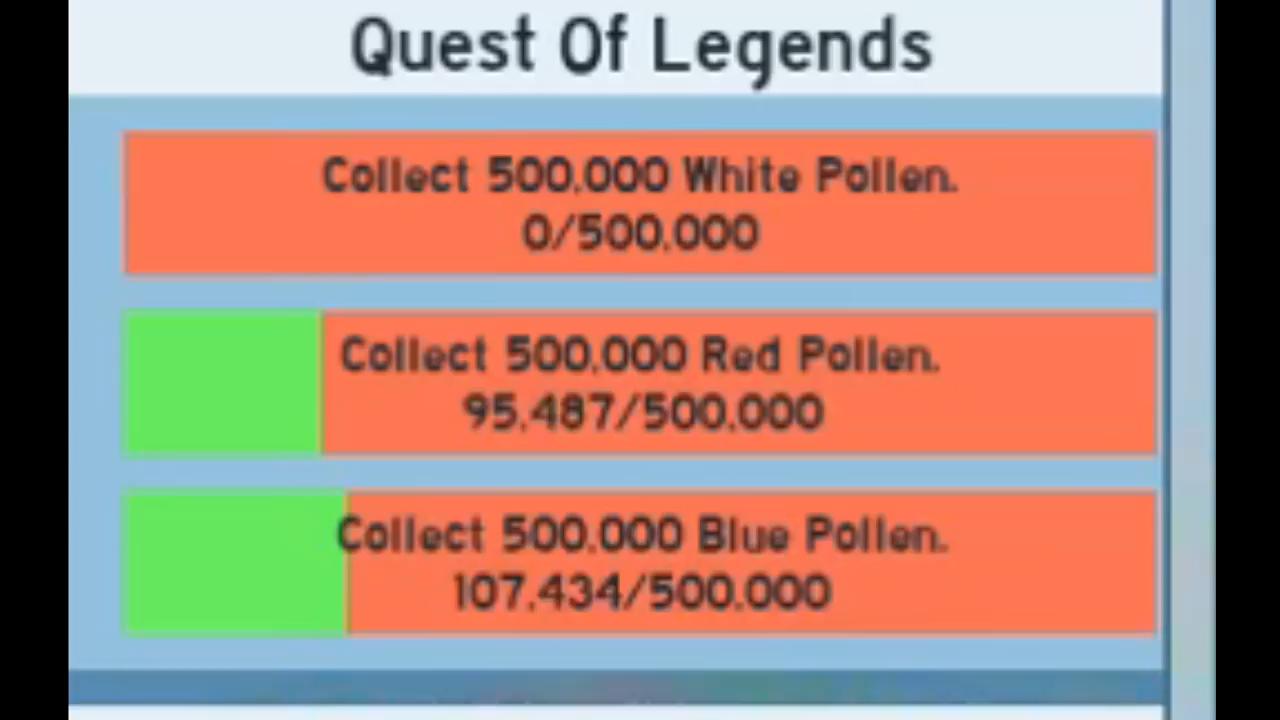 Quest Of Legends
Collect 500,000 White Pollen.
0/500,000
Collect 500,000 Red Pollen.
95,487/500,000
Collect 500,000 Blue Pollen.
107,434/500,000